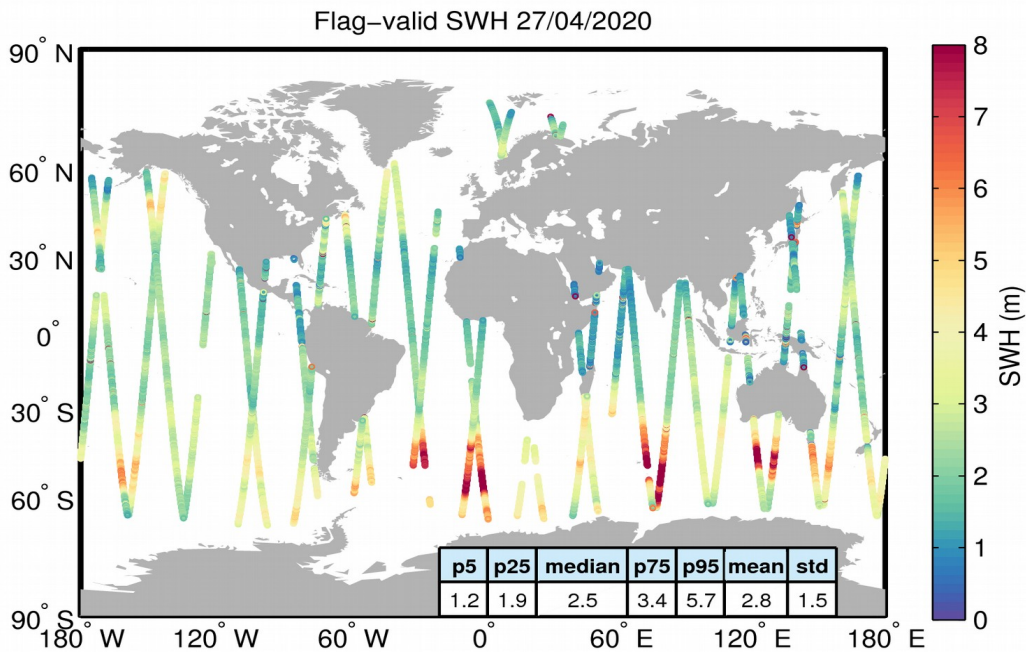 Flag−valid SWH 27/04/2020
90° N
60° N
30° N
0°
30° S
60° S
90° S
180° W
120° W
60° W
0°
60° E
120° E
180° E
p5 p25 median p75 p95 mean std
1.2 1.9 2.5 3.4 5.7 2.8 1.5
8
7
6
5
4
3
2
1
0
SWH (m)